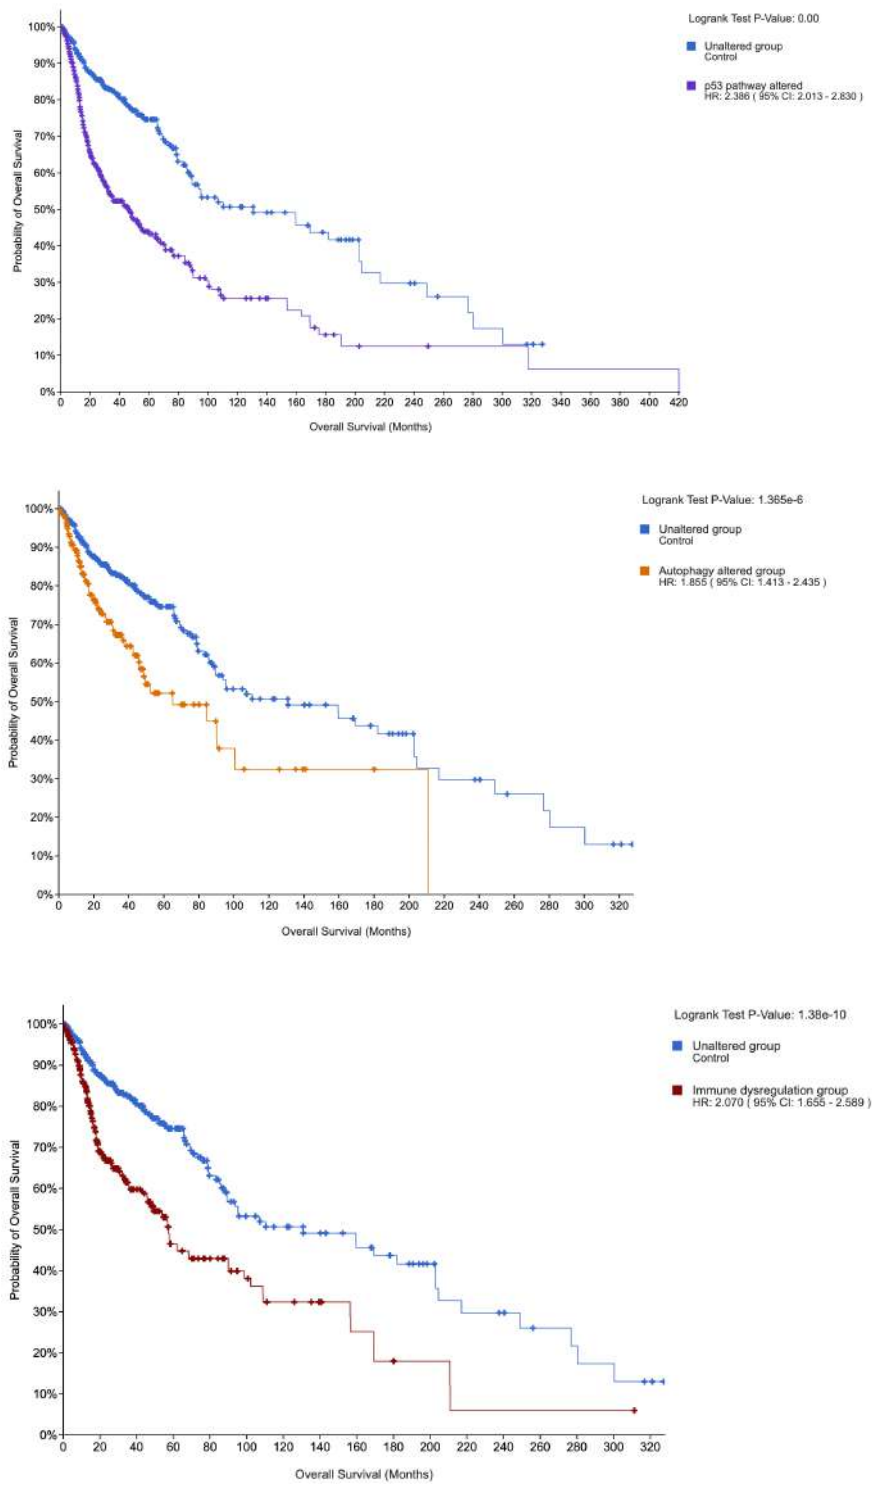 Logrank Test P-Value: 0.00
Unaltered group
Control
p53 pathway altered
HR: 2.386 ( 95% CI: 2.013 - 2.830 )
Probability of Overall Survival
100%
90%
80%
70%
60%
50%
40%
30%
20%
10%
0%
0 20 40 60 80 100 120 140 160 180 200 220 240 260 280 300 320 340 360 380 400 420
Overall Survival (Months)
Logrank Test P-Value: 1.365e-6
Unaltered group
Control
Autophagy altered group
HR: 1.855 ( 95% CI: 1.413 - 2.435 )
Probability of Overall Survival
100%
90%
80%
70%
60%
50%
40%
30%
20%
10%
0%
0 20 40 60 80 100 120 140 160 180 200 220 240 260 280 300 320
Overall Survival (Months)
Logrank Test P-Value: 1.38e-10
Unaltered group
Control
Immune dysregulation group
HR: 2.070 ( 95% CI: 1.655 - 2.589 )
Probability of Overall Survival
100%
90%
80%
70%
60%
50%
40%
30%
20%
10%
0%
0 20 40 60 80 100 120 140 160 180 200 220 240 260 280 300 320
Overall Survival (Months)